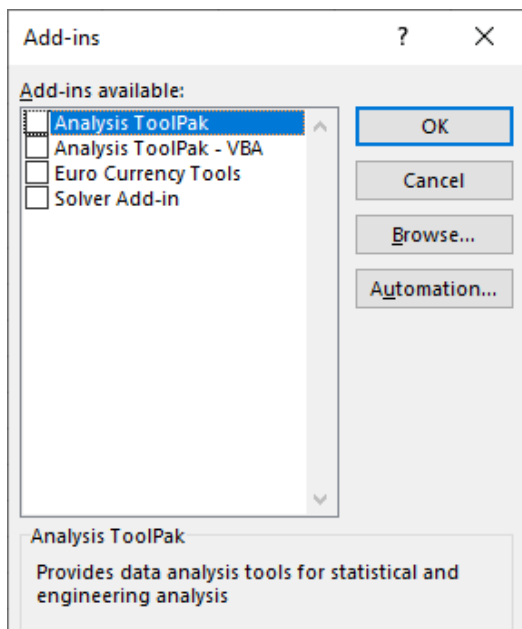 Add-ins ?
Add-ins available:
Analysis ToolPak
Analysis ToolPak - VBA
Euro Currency Tools
Solver Add-in
OK
Cancel
Browse...
Automation...
Analysis ToolPak
Provides data analysis tools for statistical and
engineering analysis